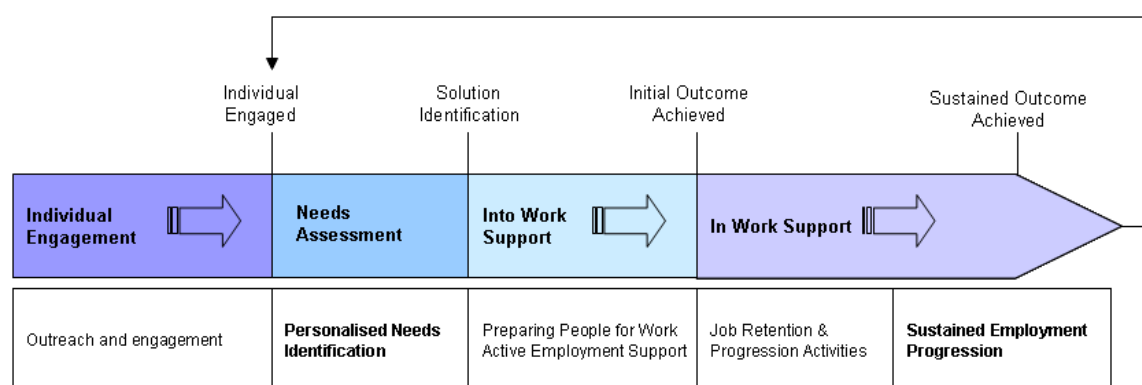 Individual
Engaged
Solution
Identification
Initial Outcome
Achieved
Sustained Outcome
Achieved
Individual
Engagement
Needs
Assessment
Into Work
Support
In Work Support
Outreach and engagement
Personalised Needs
Identification
Preparing People for Work
Active Employment Support
Job Retention &
Progression Activities
Sustained Employment
Progression